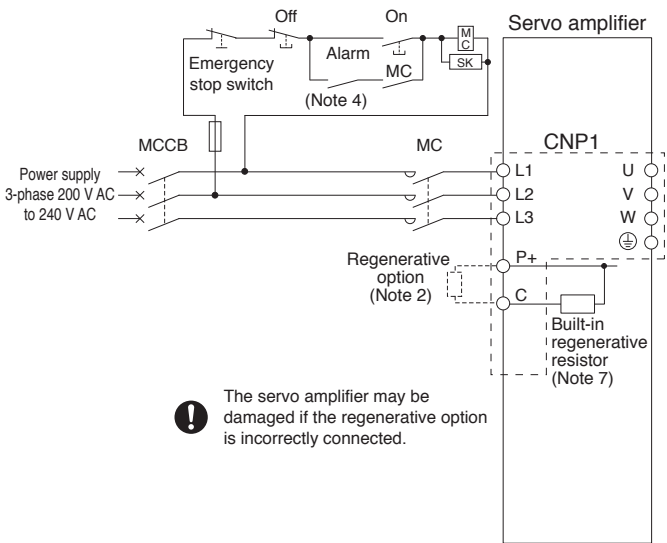 Off
On
Servo amplifier
Emergency
stop switch
Alarm
MC
(Note 4)
M
C
SK
MCCB
MC
CNP1
Power supply
3-phase 200 V AC
to 240 V AC
L1
L2
L3
U
V
W
Regenerative
option
(Note 2)
P+
C
Built-in
regenerative
resistor
(Note 7)
The servo amplifier may be
damaged if the regenerative option
is incorrectly connected.